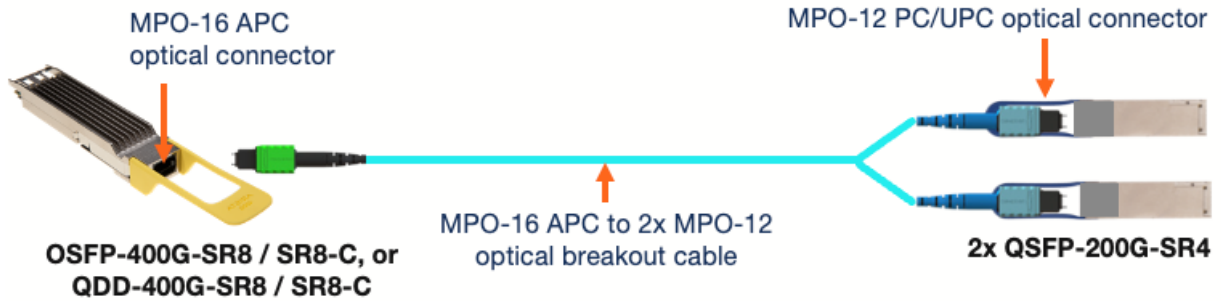 MPO-16 APC
optical connector
MPO-12 PC/UPC optical connector
MPO-16 APC to 2x MPO-12
optical breakout cable
OSFP-400G-SR8 / SR8-C, or
QDD-400G-SR8 / SR8-C
2x QSFP-200G-SR4